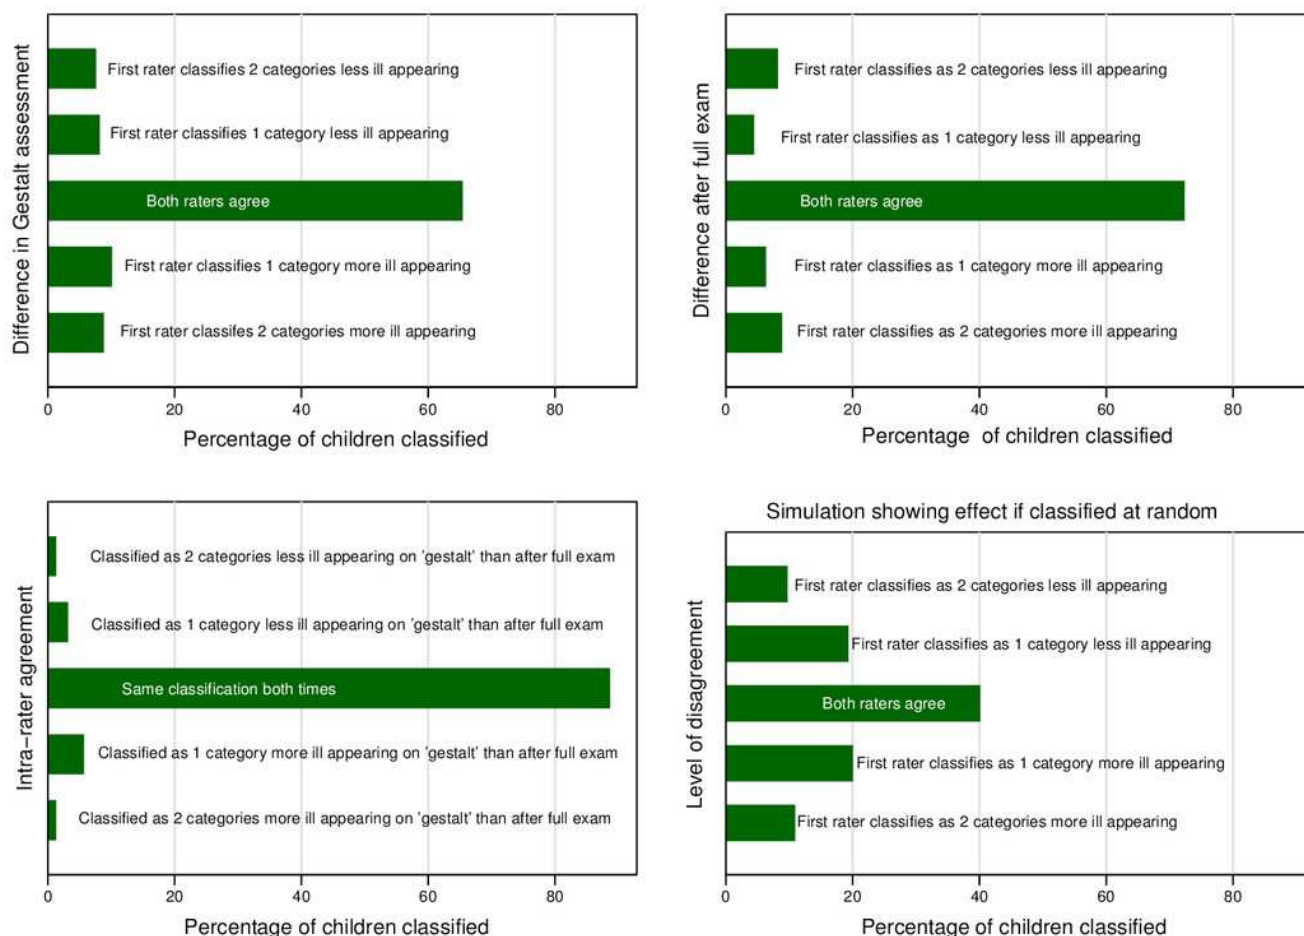 Difference in Gestalt assessment
First rater classifies 2 categories less ill appearing
First rater classifies 1 category less ill appearing
Both raters agree
First rater classifies 1 category more ill appearing
First rater classifes 2 categories more ill appearing
0 20 40 60 80
Percentage of children classified
Difference after full exam
First rater classifies as 2 categories less ill appearing
First rater classifies as 1 category less ill appearing
Both raters agree
First rater classifies as 1 category more ill appearing
First rater classifies as 2 categories more ill appearing
0 20 40 60 80
Percentage of children classified
Intra-rater agreement
Classified as 2 categories less ill appearing on 'gestalt' than after full exam
Classified as 1 category less ill appearing on 'gestalt' than after full exam
Same classification both times
Classified as 1 category more ill appearing on 'gestalt' than after full exam
Classified as 2 categories more ill appearing on 'gestalt' than after full exam
0 20 40 60 80
Percentage of children classified
Simulation showing effect if classified at random
Level of disagreement
First rater classifies as 2 categories less ill appearing
First rater classifies as 1 category less ill appearing
Both raters agree
First rater classifies as 1 category more ill appearing
First rater classifies as 2 categories more ill appearing
0 20 40 60 80
Percentage of children classified